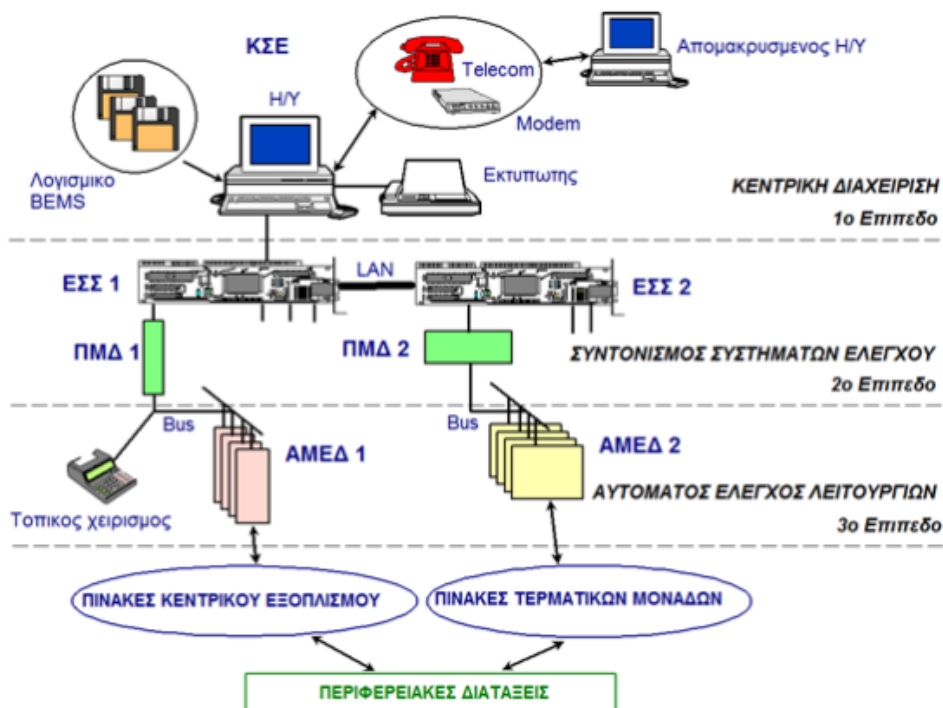 ΚΣΕ
Telecom
Απομακρυσμενος Η/Υ
Η/Υ
Modem
Λογισμικο
BEMS
Εκτυπωτης
ΚΕΝΤΡΙΚΗ ΔΙΑΧΕΙΡΙΣΗ
1ο Επιπεδο
ΕΣΣ 1
LAN
ΕΣΣ 2
ΠΜΔ 1
ΠΜΔ 2
ΣΥΝΤΟΝΙΣΜΟΣ ΣΥΣΤΗΜΑΤΩΝ ΕΛΕΓΧΟΥ
2ο Επιπεδο
Bus
ΑΜΕΔ 1
Bus
ΑΜΕΔ 2
ΑΥΤΟΜΑΤΟΣ ΕΛΕΓΧΟΣ ΛΕΙΤΟΥΡΓΙΩΝ
Τοπικος χειρισμος
3ο Επιπεδο
ΠΙΝΑΚΕΣ ΚΕΝΤΡΙΚΟΥ ΕΞΟΠΛΙΣΜΟΥ
ΠΙΝΑΚΕΣ ΤΕΡΜΑΤΙΚΩΝ ΜΟΝΑΔΩΝ
ΠΕΡΙΦΕΡΕΙΑΚΕΣ ΔΙΑΤΑΞΕΙΣ